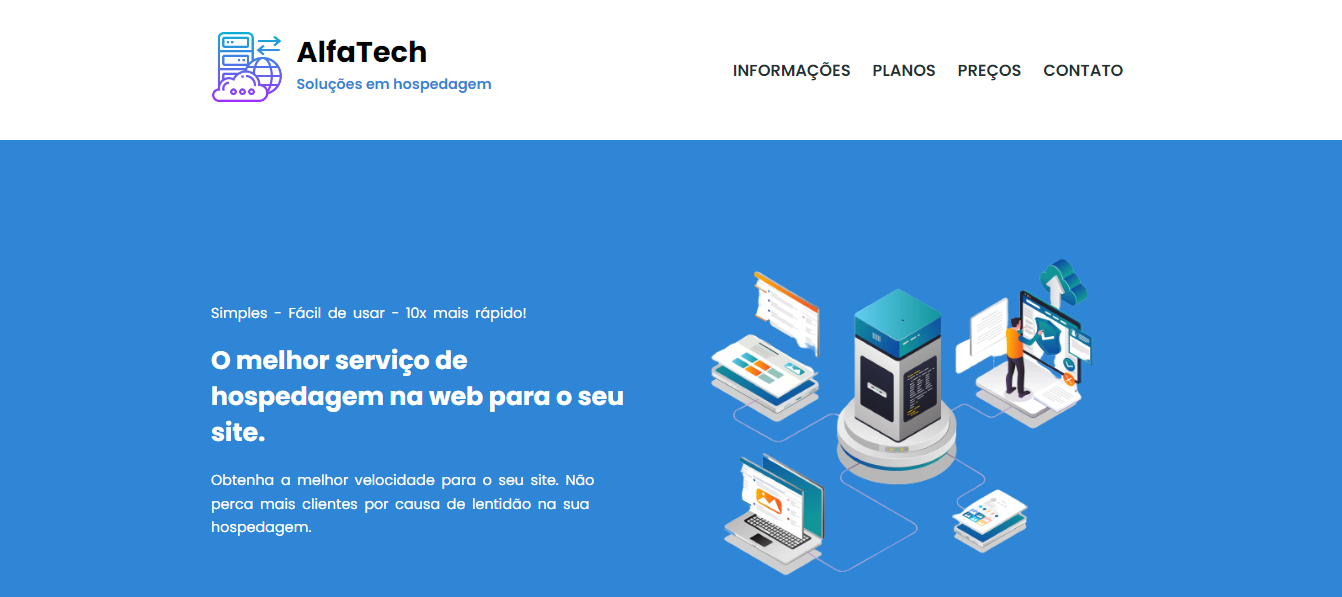 AlfaTech
Soluções em hospedagem
INFORMAÇÕES PLANOS PREÇOS CONTATO
Simples - Fácil de usar - 10x mais rápido!
O melhor serviço de
hospedagem na web para o seu
site.
Obtenha a melhor velocidade para o seu site. Não
perca mais clientes por causa de lentidão na sua
hospedagem.